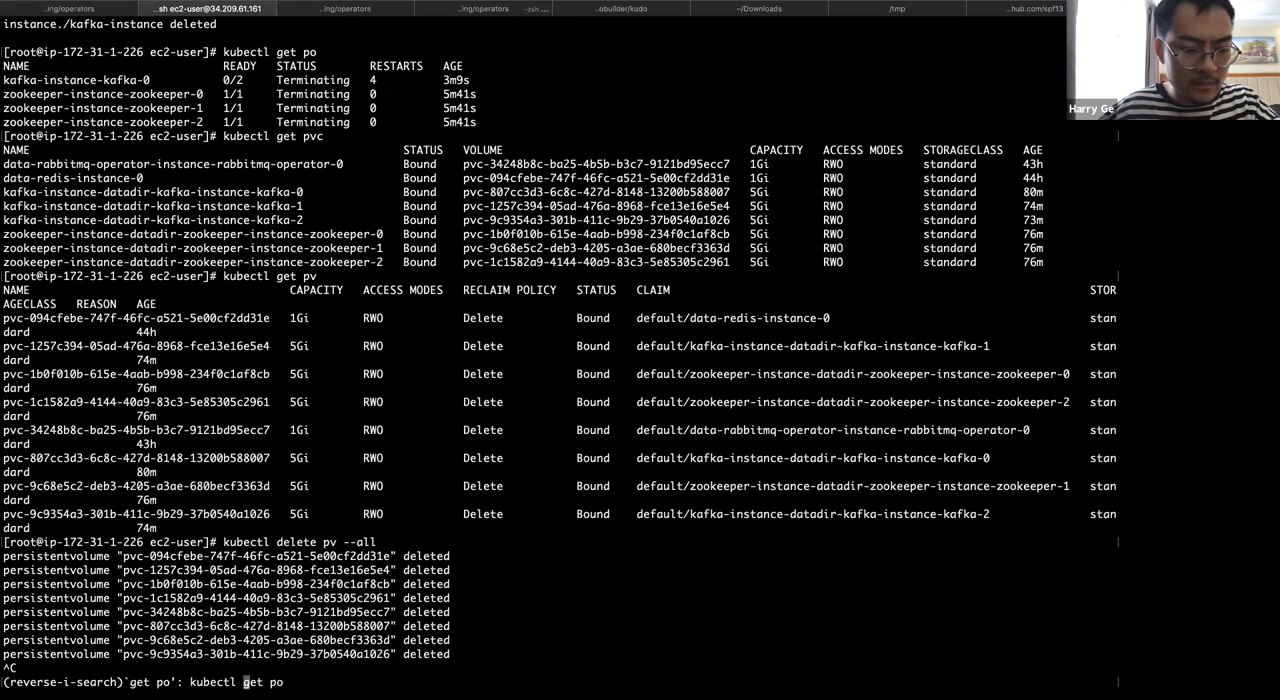 ...ing/operators ...sh ec2-user@34.209.61.161 ...ing/operators ...ing/operators -zsh ...obuilder/kudo ~/Downloads /tmp ...hub.com/spf13
instance./kafka-instance deleted
[root@ip-172-31-1-226 ec2-user]# kubectl get po
NAME READY STATUS RESTARTS AGE
kafka-instance-kafka-0 0/2 Terminating 4 3m9s
zookeeper-instance-zookeeper-0 1/1 Terminating 0 5m41s
zookeeper-instance-zookeeper-1 1/1 Terminating 0 5m41s
zookeeper-instance-zookeeper-2 1/1 Terminating 0 5m41s
Harry Ge
[root@ip-172-31-1-226 ec2-user]# kubectl get pvc
NAME STATUS VOLUME CAPACITY ACCESS MODES STORAGECLASS AGE
data-rabbitmq-operator-instance-rabbitmq-operator-0 Bound pvc-34248b8c-ba25-4b5b-b3c7-9121bd95ecc7 1Gi RWO standard 43h
data-redis-instance-0 Bound pvc-094cfebe-747f-46fc-a521-5e00cf2dd31e 1Gi RWO standard 44h
kafka-instance-datadir-kafka-instance-kafka-0 Bound pvc-807cc3d3-6c8c-427d-8148-13200b588007 5Gi RWO standard 80m
kafka-instance-datadir-kafka-instance-kafka-1 Bound pvc-1257c394-05ad-476a-8968-fce13e16e5e4 5Gi RWO standard 74m
kafka-instance-datadir-kafka-instance-kafka-2 Bound pvc-9c9354a3-301b-411c-9b29-37b0540a1026 5Gi RWO standard 73m
zookeeper-instance-datadir-zookeeper-instance-zookeeper-0 Bound pvc-1b0f010b-615e-4aab-b998-234f0c1af8cb 5Gi RWO standard 76m
zookeeper-instance-datadir-zookeeper-instance-zookeeper-1 Bound pvc-9c68e5c2-deb3-4205-a3ae-680becf3363d 5Gi RWO standard 76m
zookeeper-instance-datadir-zookeeper-instance-zookeeper-2 Bound pvc-1c1582a9-4144-40a9-83c3-5e85305c2961 5Gi RWO standard 76m
[root@ip-172-31-1-226 ec2-user]# kubectl get pv
NAME CAPACITY ACCESS MODES RECLAIM POLICY STATUS CLAIM STOR
AGECLASS REASON AGE
pvc-094cfebe-747f-46fc-a521-5e00cf2dd31e 1Gi RWO Delete Bound default/data-redis-instance-0 stan
dard 44h
pvc-1257c394-05ad-476a-8968-fce13e16e5e4 5Gi RWO Delete Bound default/kafka-instance-datadir-kafka-instance-kafka-1 stan
dard 74m
pvc-1b0f010b-615e-4aab-b998-234f0c1af8cb 5Gi RWO Delete Bound default/zookeeper-instance-datadir-zookeeper-instance-zookeeper-0 stan
dard 76m
pvc-1c1582a9-4144-40a9-83c3-5e85305c2961 5Gi RWO Delete Bound default/zookeeper-instance-datadir-zookeeper-instance-zookeeper-2 stan
dard 76m
pvc-34248b8c-ba25-4b5b-b3c7-9121bd95ecc7 1Gi RWO Delete Bound default/data-rabbitmq-operator-instance-rabbitmq-operator-0 stan
dard 43h
pvc-807cc3d3-6c8c-427d-8148-13200b588007 5Gi RWO Delete Bound default/kafka-instance-datadir-kafka-instance-kafka-0 stan
dard 80m
pvc-9c68e5c2-deb3-4205-a3ae-680becf3363d 5Gi RWO Delete Bound default/zookeeper-instance-datadir-zookeeper-instance-zookeeper-1 stan
dard 76m
pvc-9c9354a3-301b-411c-9b29-37b0540a1026 5Gi RWO Delete Bound default/kafka-instance-datadir-kafka-instance-kafka-2 stan
dard 74m
[root@ip-172-31-1-226 ec2-user]# kubectl delete pv --all
persistentvolume "pvc-094cfebe-747f-46fc-a521-5e00cf2dd31e" deleted
persistentvolume "pvc-1257c394-05ad-476a-8968-fce13e16e5e4" deleted
persistentvolume "pvc-1b0f010b-615e-4aab-b998-234f0c1af8cb" deleted
persistentvolume "pvc-1c1582a9-4144-40a9-83c3-5e85305c2961" deleted
persistentvolume "pvc-34248b8c-ba25-4b5b-b3c7-9121bd95ecc7" deleted
persistentvolume "pvc-807cc3d3-6c8c-427d-8148-13200b588007" deleted
persistentvolume "pvc-9c68e5c2-deb3-4205-a3ae-680becf3363d" deleted
persistentvolume "pvc-9c9354a3-301b-411c-9b29-37b0540a1026" deleted
^C
(reverse-i-search)`get po': kubectl get po